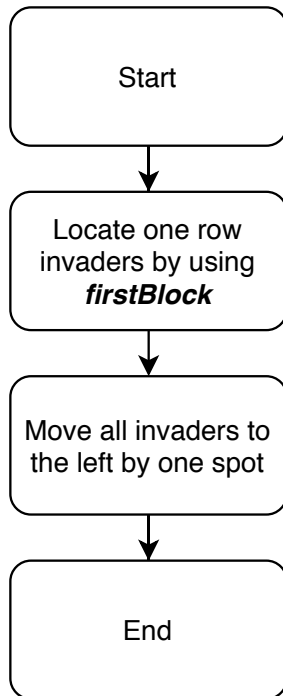 Start
Locate one row
invaders by using
firstBlock
Move all invaders to
the left by one spot
End